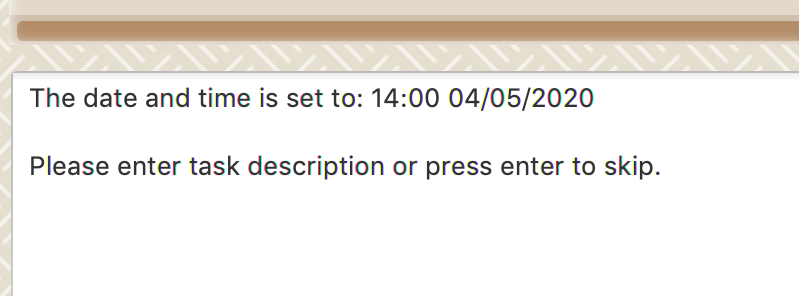 The date and time is set to: 14:00 04/05/2020
Please enter task description or press enter to skip.